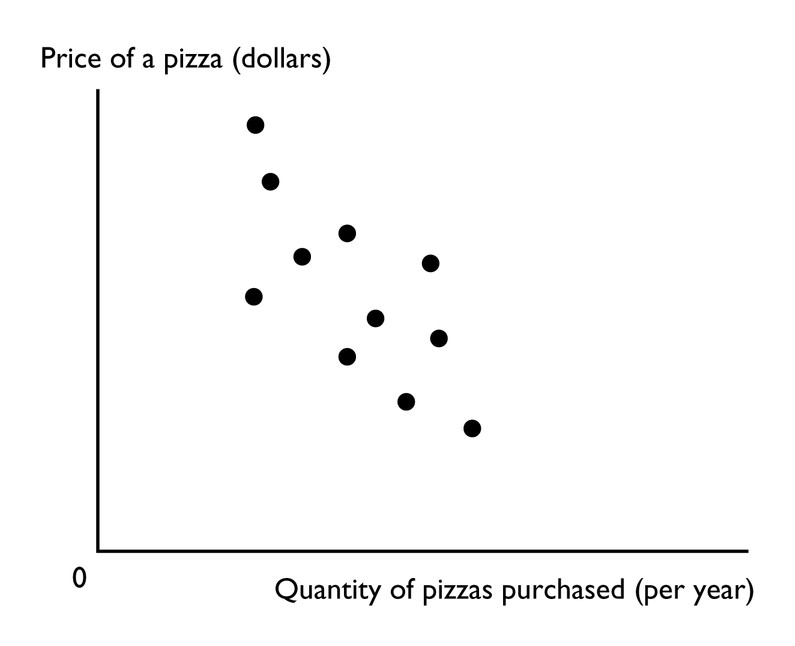 Price of a pizza (dollars)
0
Quantity of pizzas purchased (per year)